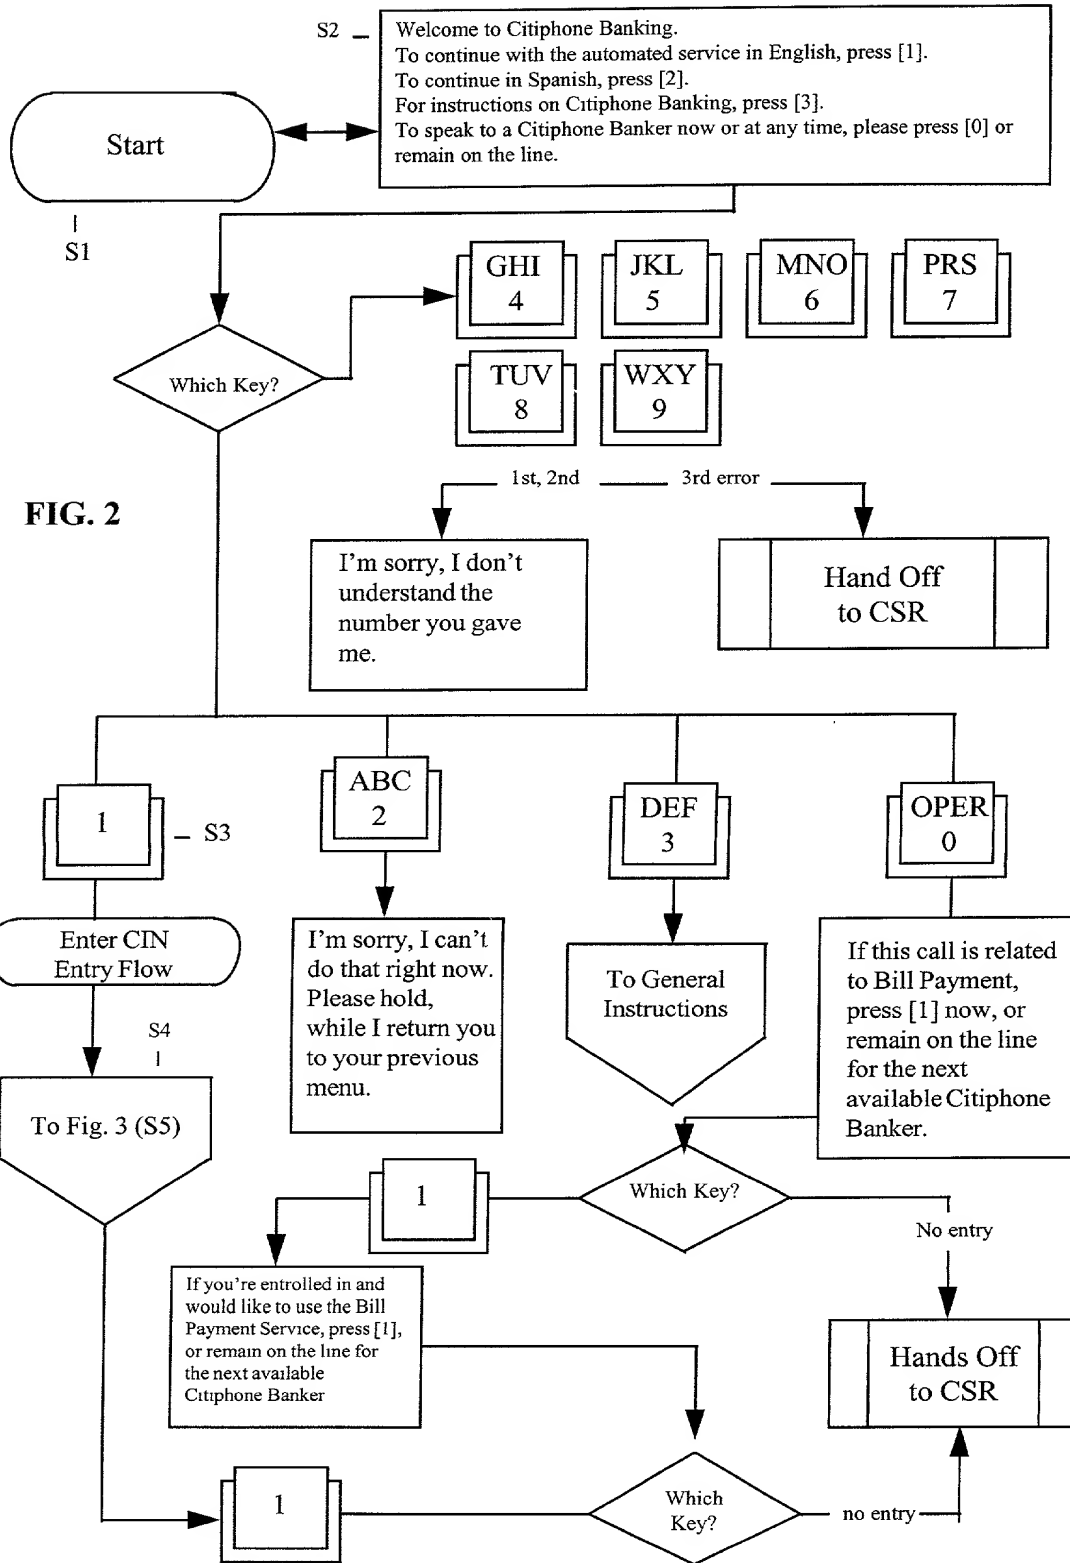 S2
Welcome to Citiphone Banking.
To continue with the automated service in English, press [1].
To continue in Spanish, press [2].
For instructions on Citiphone Banking, press [3].
To speak to a Citiphone Banker now or at any time, please press [0] or
remain on the line.
Start
S1
GHI
4
JKL
5
MNO
6
PRS
7
Which Key?
TUV
8
WXY
9
1st, 2nd
3rd error
FIG. 2
I'm sorry, I don't
understand the
number you gave
me.
Hand Off
to CSR
1
S3
ABC
2
DEF
3
OPER
0
Enter CIN
Entry Flow
I'm sorry, I can't
do that right now.
Please hold,
while I return you
to your previous
menu.
To General
Instructions
If this call is related
to Bill Payment,
press [1] now, or
remain on the line
for the next
available Citiphone
Banker.
S4
To Fig. 3 (S5)
1
Which Key?
No entry
If you're enrolled in and
would like to use the Bill
Payment Service, press [1],
or remain on the line for
the next available
Citiphone Banker
Hands Off
to CSR
1
Which
Key?
no entry